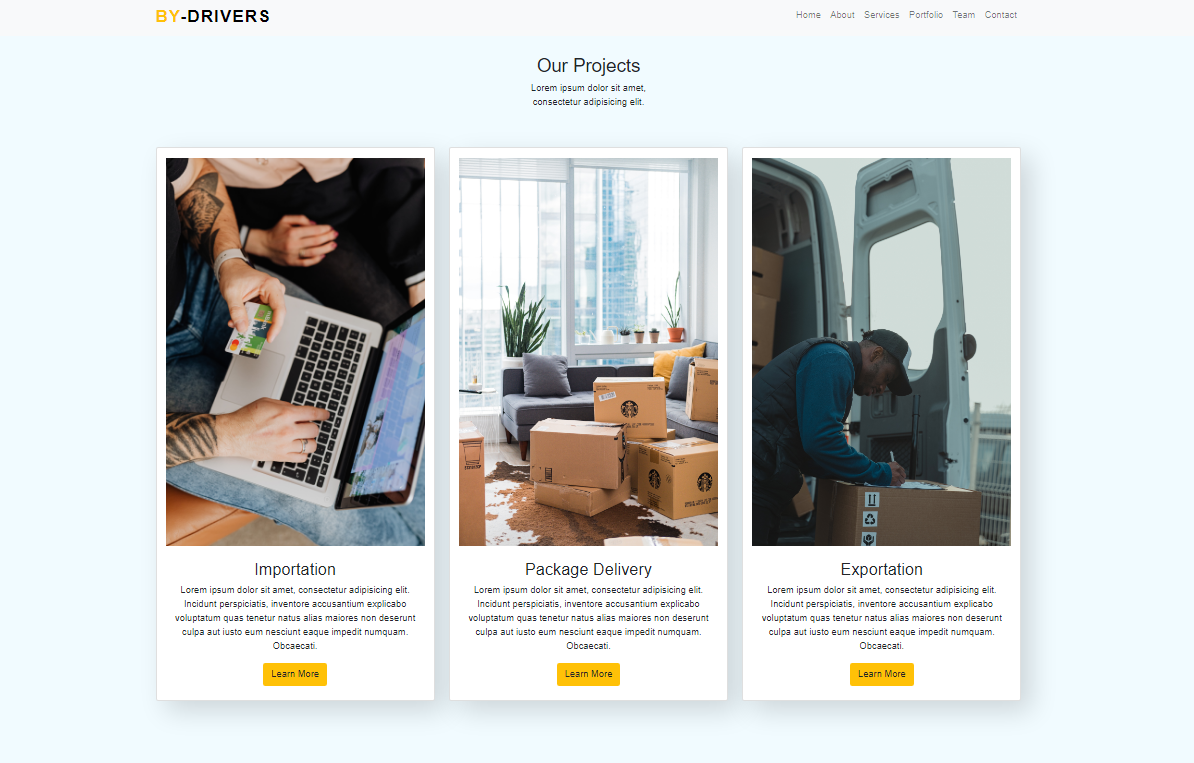 BY-DRIVERS
Home About Services Portfolio Team Contact
Our Projects
Lorem ipsum dolor sit amet,
consectetur adipisicing elit.
Importation
Lorem ipsum dolor sit amet, consectetur adipisicing elit.
Incidunt perspiciatis, inventore accusantium explicabo
voluptatum quas tenetur natus alias maiores non deserunt
culpa aut iusto eum nesciunt eaque impedit numquam.
Obcaecati.
Learn More
Package Delivery
Lorem ipsum dolor sit amet, consectetur adipisicing elit.
Incidunt perspiciatis, inventore accusantium explicabo
voluptatum quas tenetur natus alias maiores non deserunt
culpa aut iusto eum nesciunt eaque impedit numquam.
Obcaecati.
Learn More
Exportation
Lorem ipsum dolor sit amet, consectetur adipisicing elit.
Incidunt perspiciatis, inventore accusantium explicabo
voluptatum quas tenetur natus alias maiores non deserunt
culpa aut iusto eum nesciunt eaque impedit numquam.
Obcaecati.
Learn More